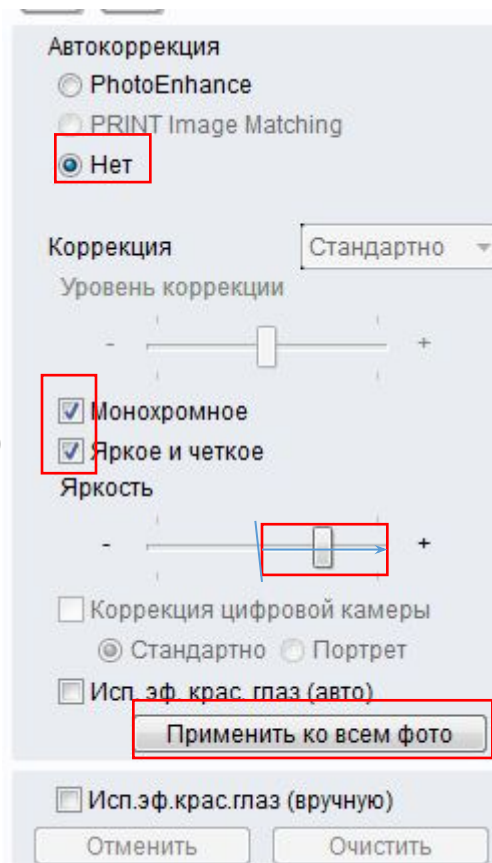 Автокоррекция
PhotoEnhance
PRINT Image Matching
Нет
Коррекция Стандартно
Уровень коррекции
- +
Монохромное
Яркое и четкое
Яркость
- +
Коррекция цифровой камеры
Стандартно Портрет
Исп. эф. крас. глаз (авто)
Применить ко всем фото
Исп.эф.крас.глаз (вручную)
Отменить Очистить